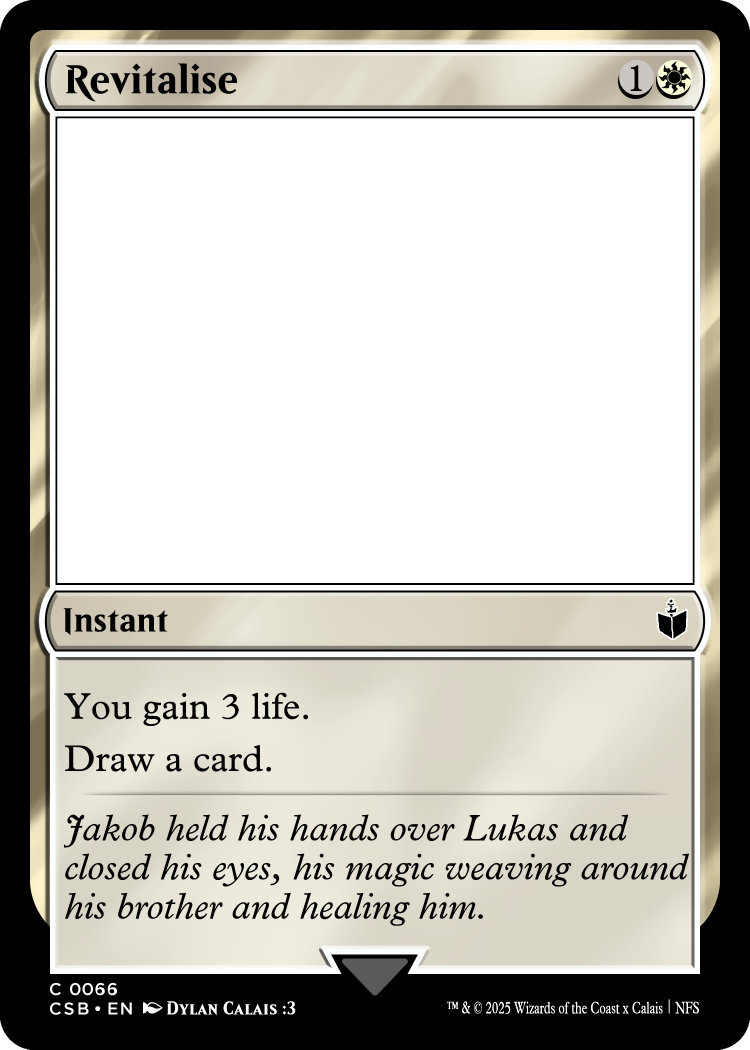 Revitalise 1
Instant
You gain 3 life.
Draw a card.
Jakob held his hands over Lukas and
closed his eyes, his magic weaving around
his brother and healing him.
C 0066
CSB • EN DYLAN CALAIS :3
™ & © 2025 Wizards of the Coast x Calais | NFS